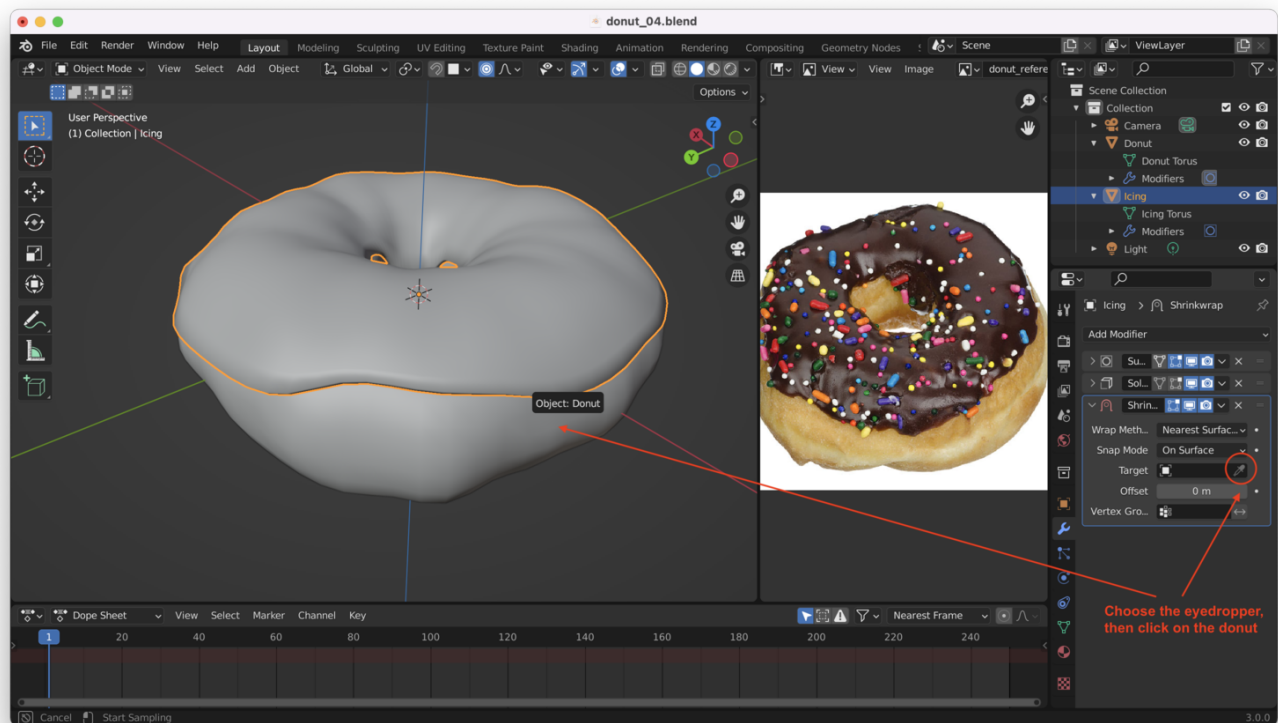 donut_04.blend
File Edit Render Window Help Layout Modeling Sculpting UV Editing Texture Paint Shading Animation Rendering Compositing Geometry Nodes Scene ViewLayer
Object Mode View Select Add Object Global View View Image donut_refere
Options
User Perspective
(1) Collection | Icing
Z
X
Y
Object: Donut
Scene Collection
Collection
Camera
Donut
Donut Torus
Modifiers
Icing
Icing Torus
Modifiers
Light
Icing > Shrinkwrap
Add Modifier
Su...
Sol...
Shrin...
Wrap Meth... Nearest Surfac...
Snap Mode On Surface
Target
Offset 0 m
Vertex Gro...
Choose the eyedropper,
then click on the donut
Dope Sheet View Select Marker Channel Key Nearest Frame
1 20 40 60 80 100 120 140 160 180 200 220 240
Cancel Start Sampling 3.0.0